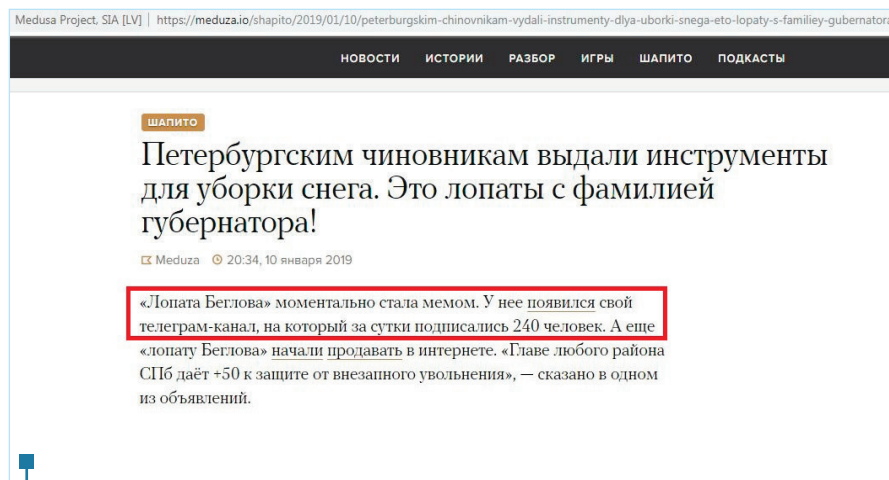 Medusa Project, SIA [LV] | https://meduza.io/shapito/2019/01/10/peterburgskim-chinovnikam-vydali-instrumenty-dlya-uborki-snega-eto-lopaty-s-familiey-gubernatora
НОВОСТИ ИСТОРИИ РАЗБОР ИГРЫ ШАПИТО ПОДКАСТЫ
ШАПИТО
Петербургским чиновникам выдали инструменты
для уборки снега. Это лопаты с фамилией
губернатора!
Meduza 20:34, 10 января 2019
«Лопата Беглова» моментально стала мемом. У нее появился свой
телеграм-канал, на который за сутки подписались 240 человек. А еще
«лопату Беглова» начали продавать в интернете. «Главе любого района
СПб даёт +50 к защите от внезапного увольнения», — сказано в одном
из объявлений.